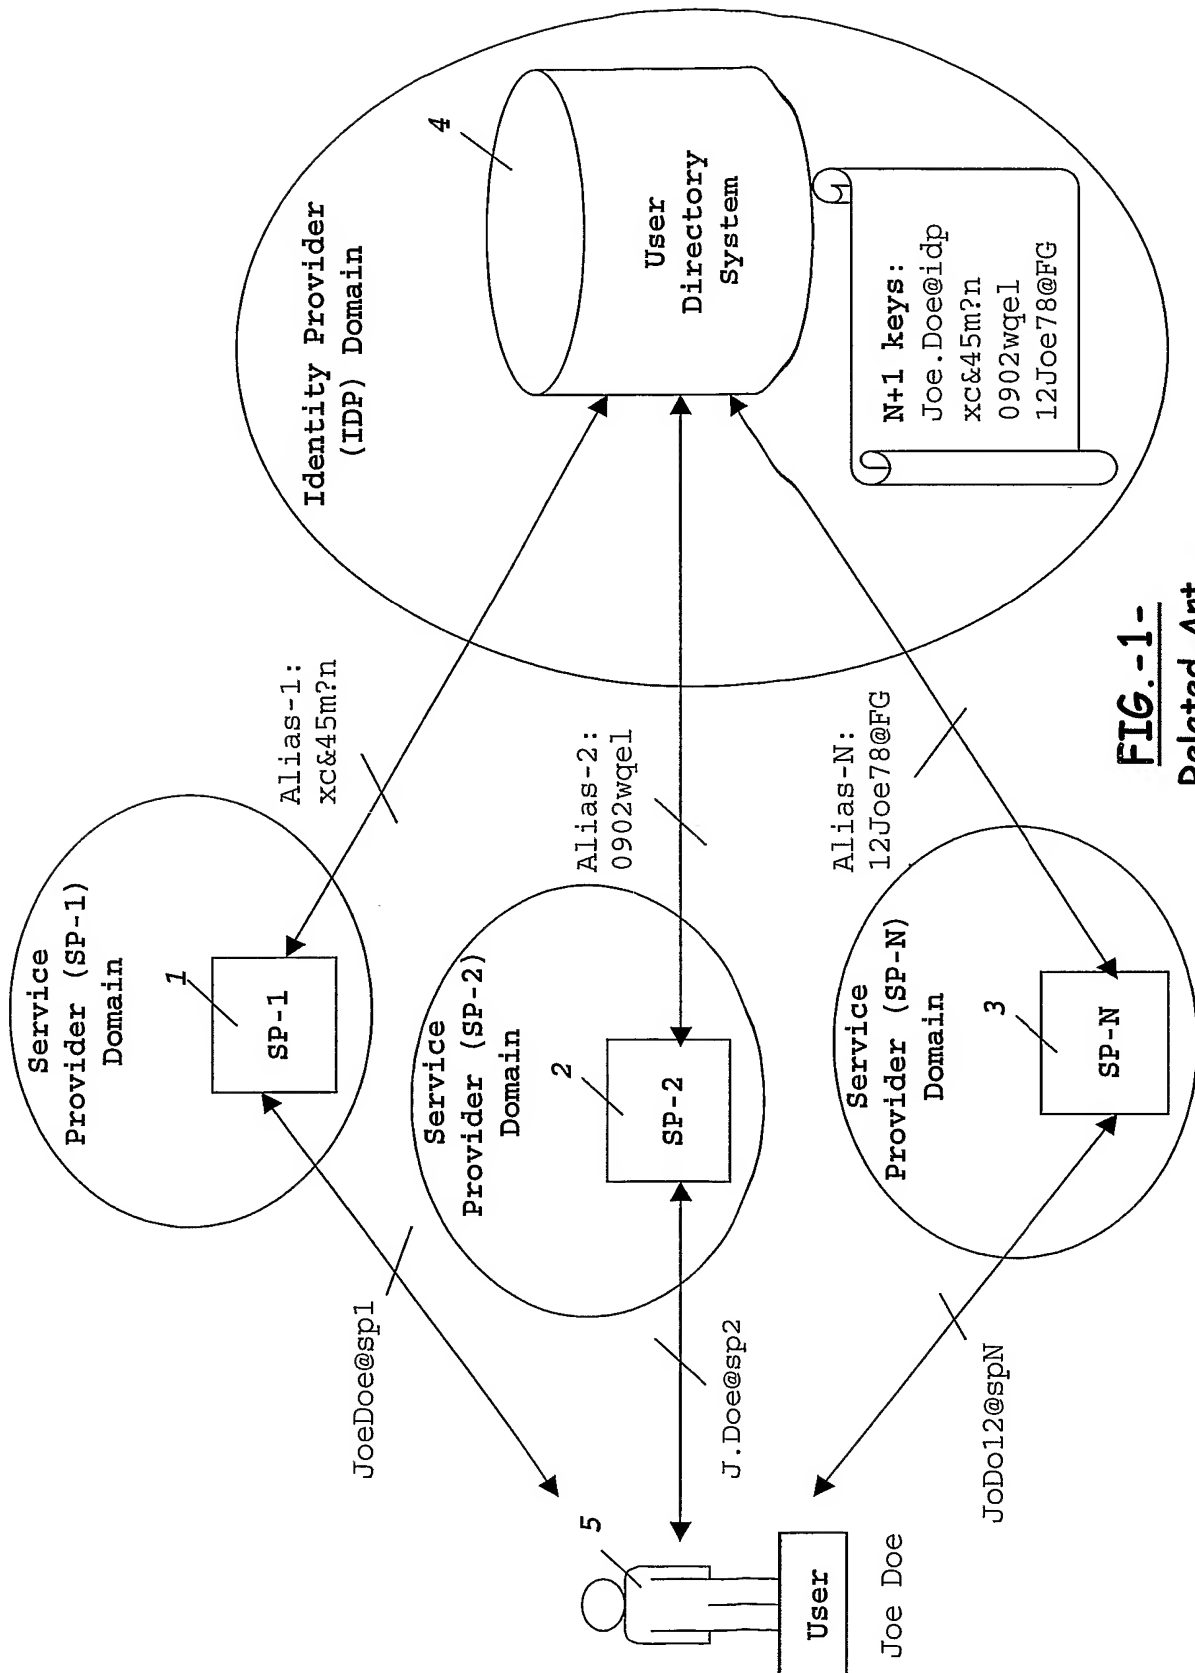 Service
Provider (SP-1)
Domain
1
SP-1
Alias-1:
xc&45m?n
JoeDoe@sp1
Service
Provider (SP-2)
Domain
2
SP-2
Alias-2:
0902wqel
J.Doe@sp2
Service
Provider (SP-N)
Domain
3
SP-N
Alias-N:
12Joe78@FG
JoDo12@spN
5
User
Joe Doe
Identity Provider
(IDP) Domain
4
User
Directory
System
N+1 keys:
Joe.Doe@idp
xc&45m?n
0902wqel
12Joe78@FG
FIG.-1-
Related Art